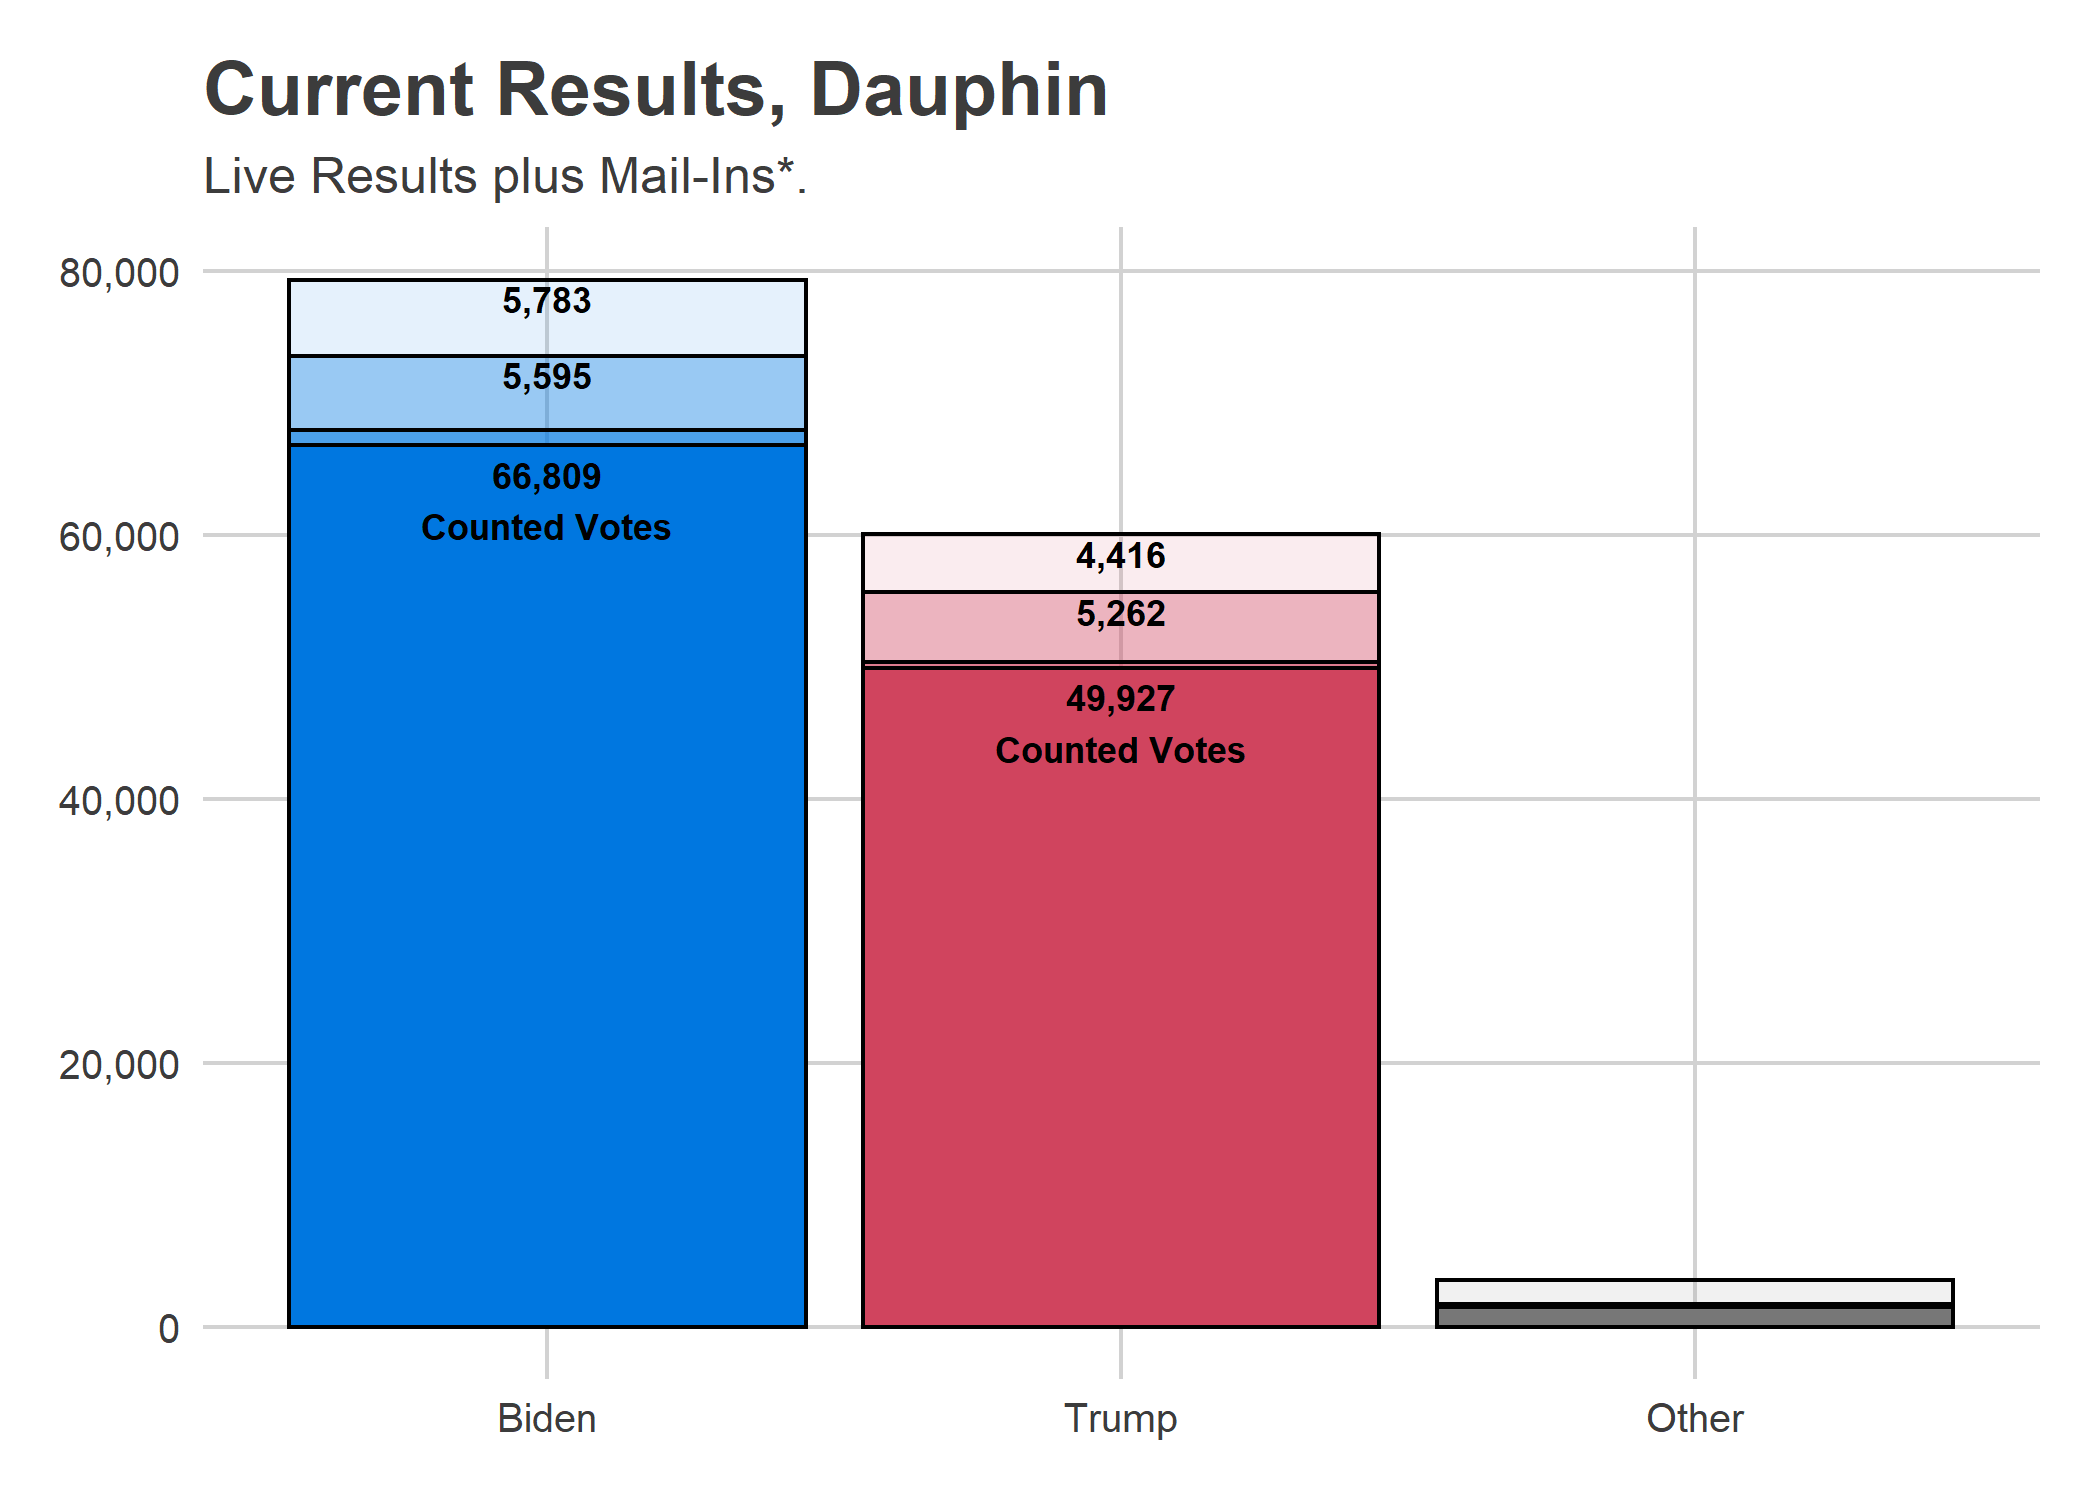 Current Results, Dauphin
Live Results plus Mail-Ins*.
80,000
60,000
40,000
20,000
0
5,783
5,595
66,809
Counted Votes
4,416
5,262
49,927
Counted Votes
Biden
Trump
Other